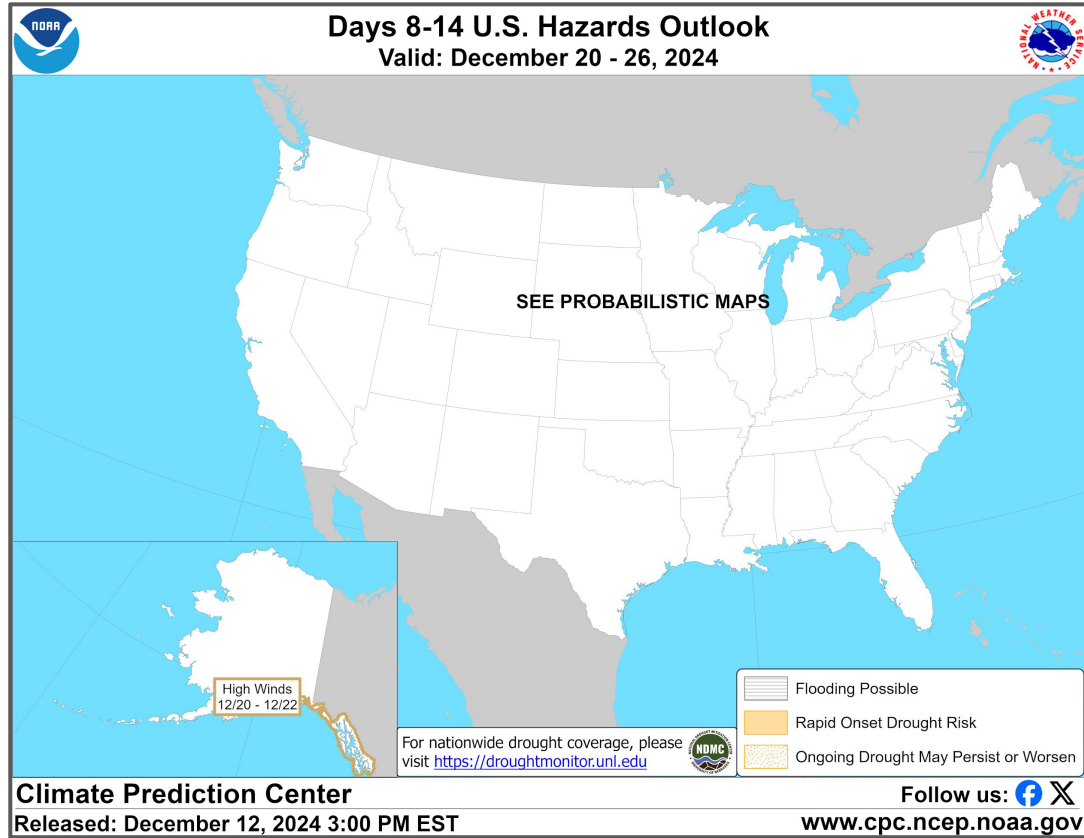 NOAA
Days 8-14 U.S. Hazards Outlook
Valid: December 20 - 26, 2024
NATIONAL WEATHER SERVICE
SEE PROBABILISTIC MAPS
High Winds
12/20 - 12/22
For nationwide drought coverage, please
visit https://droughtmonitor.unl.edu
NDMC
Flooding Possible
Rapid Onset Drought Risk
Ongoing Drought May Persist or Worsen
Climate Prediction Center
Follow us:
Released: December 12, 2024 3:00 PM EST
www.cpc.ncep.noaa.gov